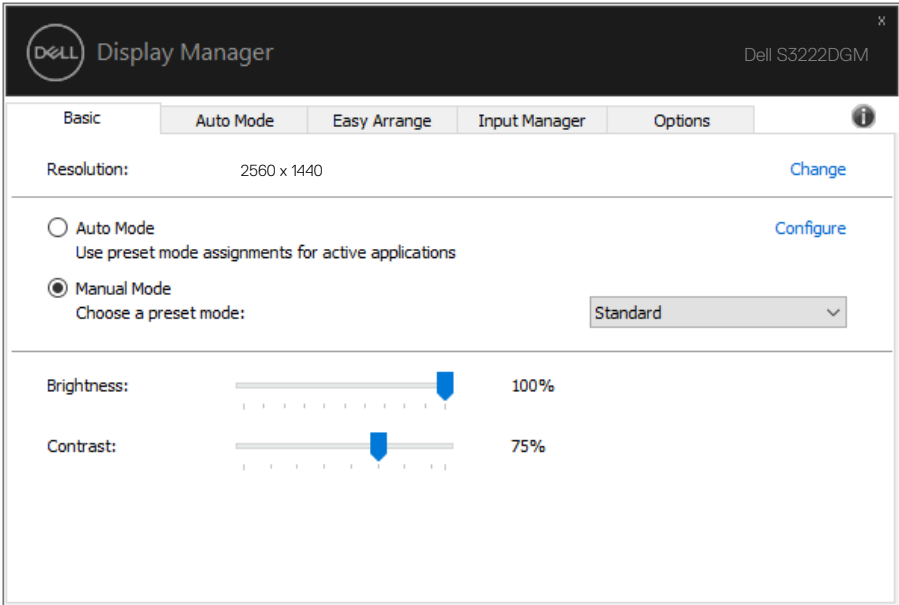 x
DELL Display Manager
Dell S3222DGM
Basic Auto Mode Easy Arrange Input Manager Options i
Resolution: 2560 x 1440 Change
Auto Mode Configure
Use preset mode assignments for active applications
Manual Mode
Choose a preset mode: Standard
Brightness: 100%
Contrast: 75%